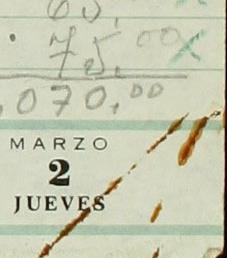 75.00 x
,070,00
MARZO
2
JUEVES